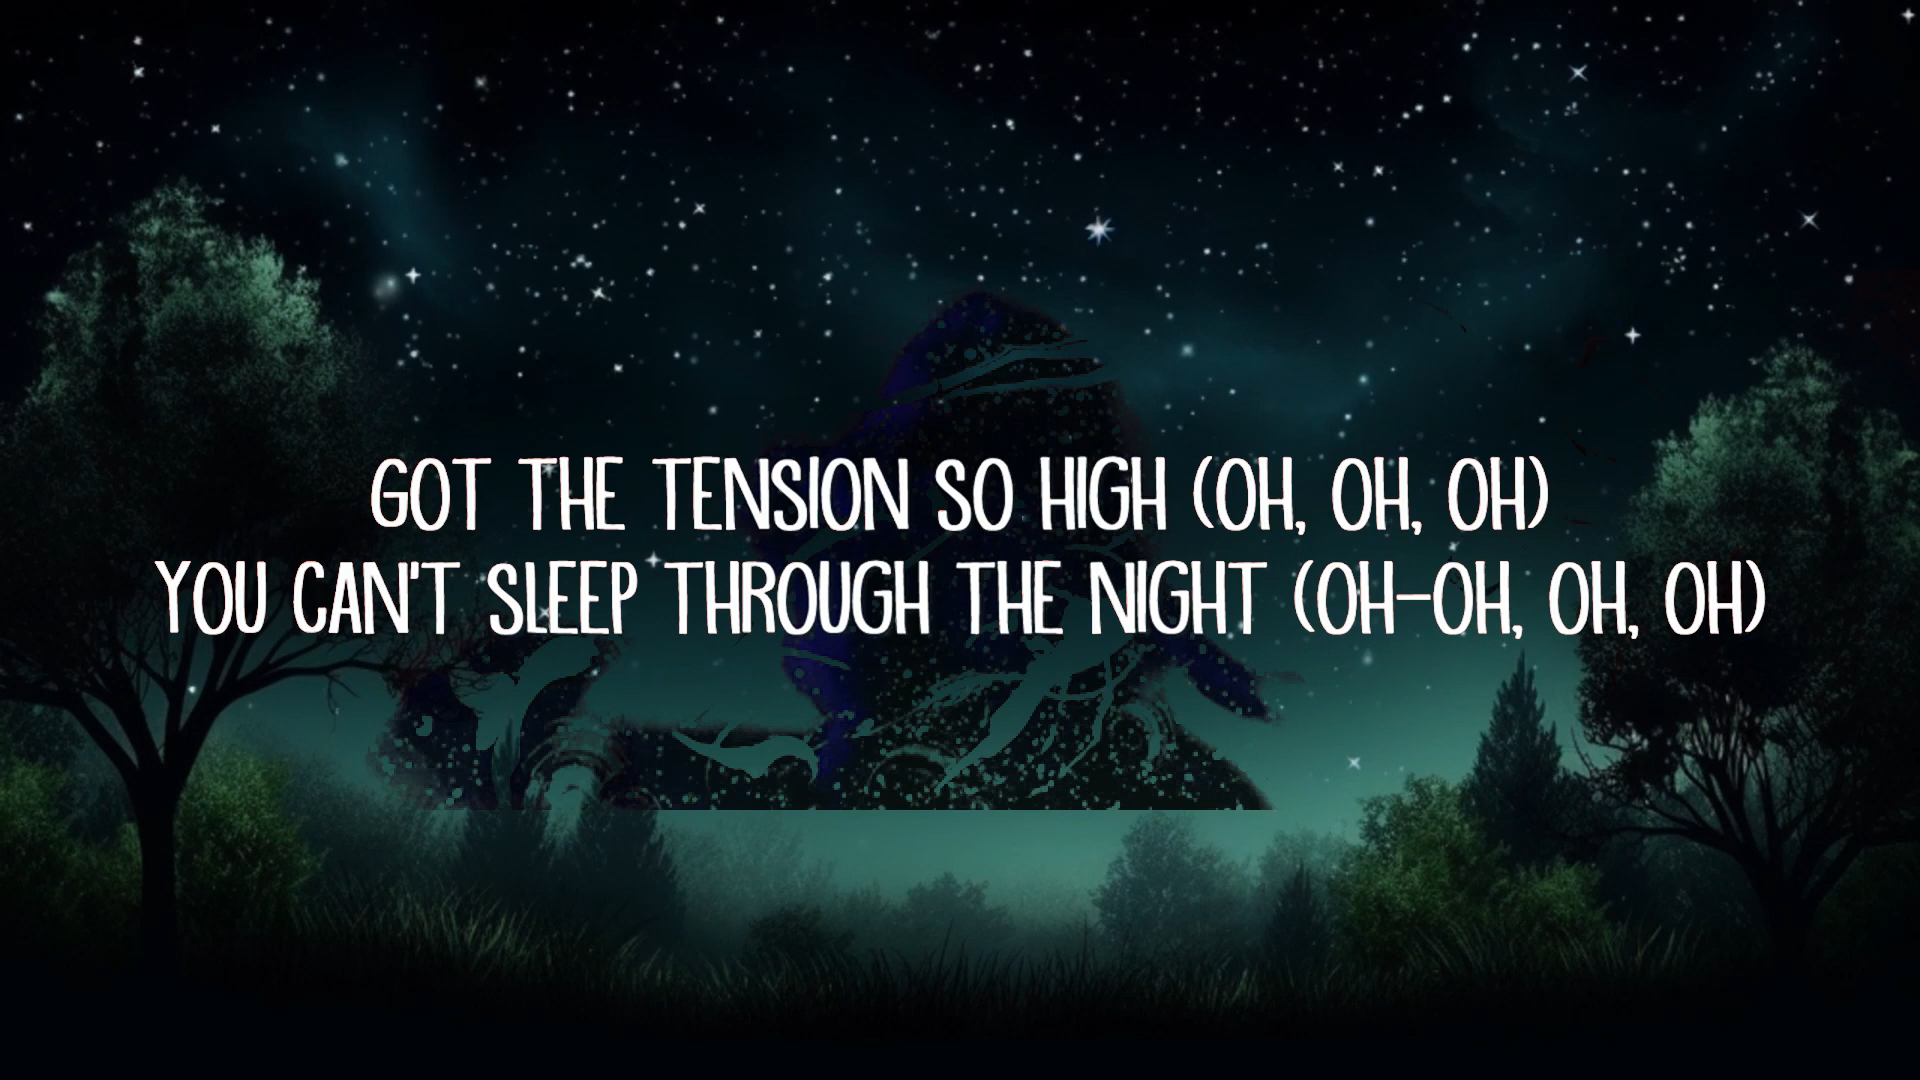 GOT THE TENSION SO HIGH (OH, OH, OH)
YOU CAN'T SLEEP THROUGH THE NIGHT (OH-OH, OH, OH)